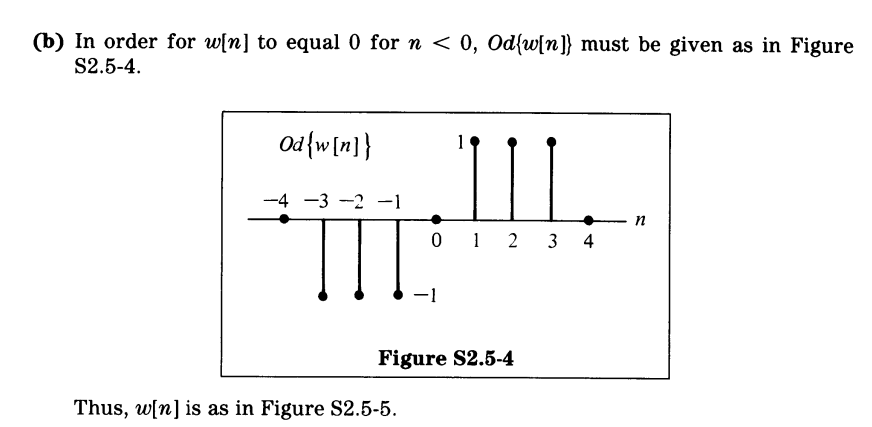 (b) In order for w[n] to equal 0 for n < 0, Od{w[n]} must be given as in Figure
S2.5-4.
Od{w[n]}
1
−4 −3 −2 −1
n
0 1 2 3 4
−1
Figure S2.5-4
Thus, w[n] is as in Figure S2.5-5.